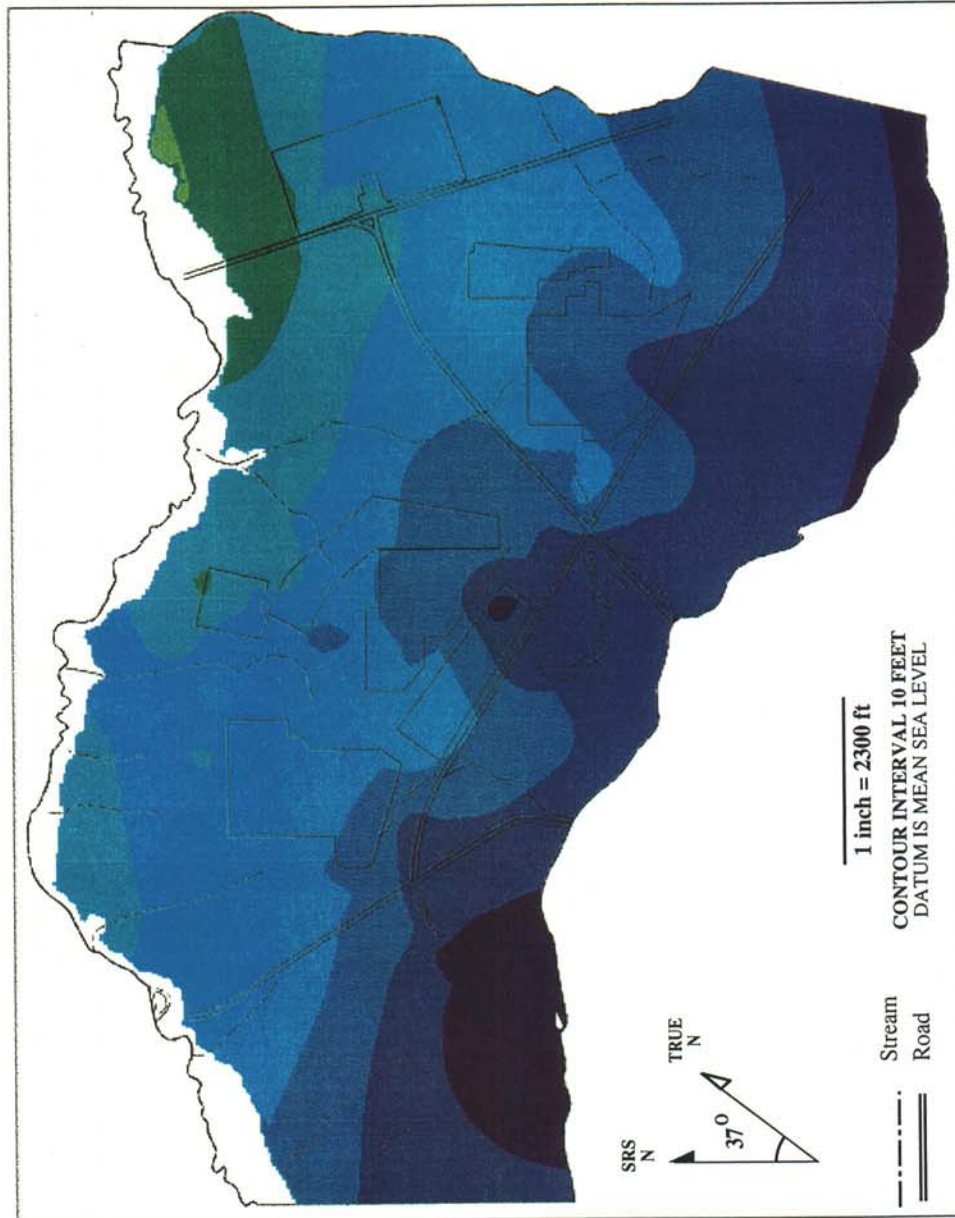 SRS
N
TRUE
N
37°
Stream
Road
1 inch = 2300 ft
CONTOUR INTERVAL 10 FEET
DATUM IS MEAN SEA LEVEL